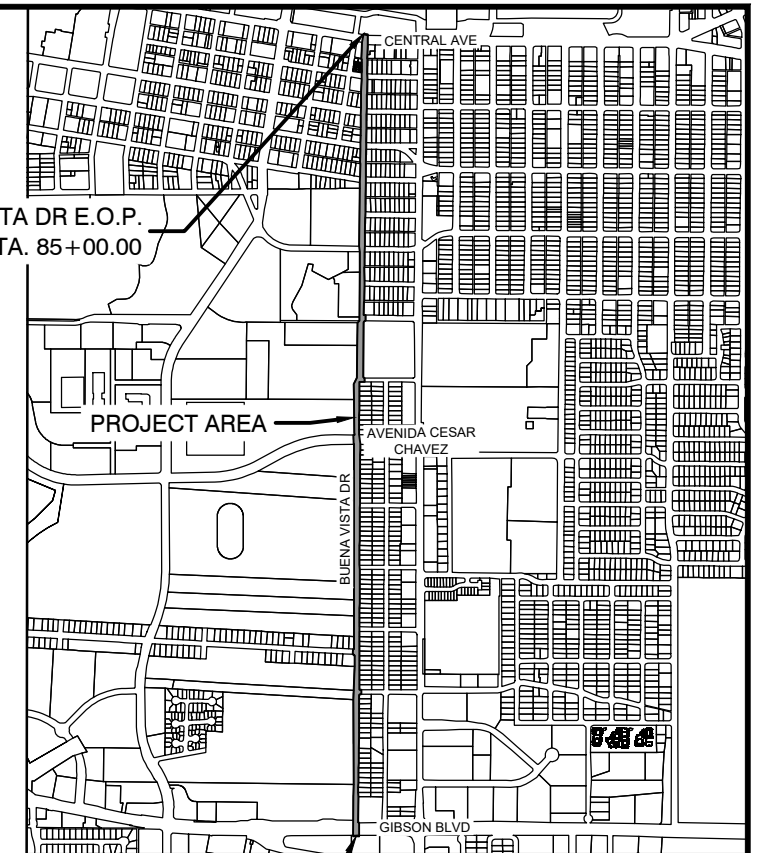 CENTRAL AVE
TA DR E.O.P.
TA. 85+00.00
PROJECT AREA
AVENIDA CESAR
CHAVEZ
BUENA VISTA DR
GIBSON BLVD